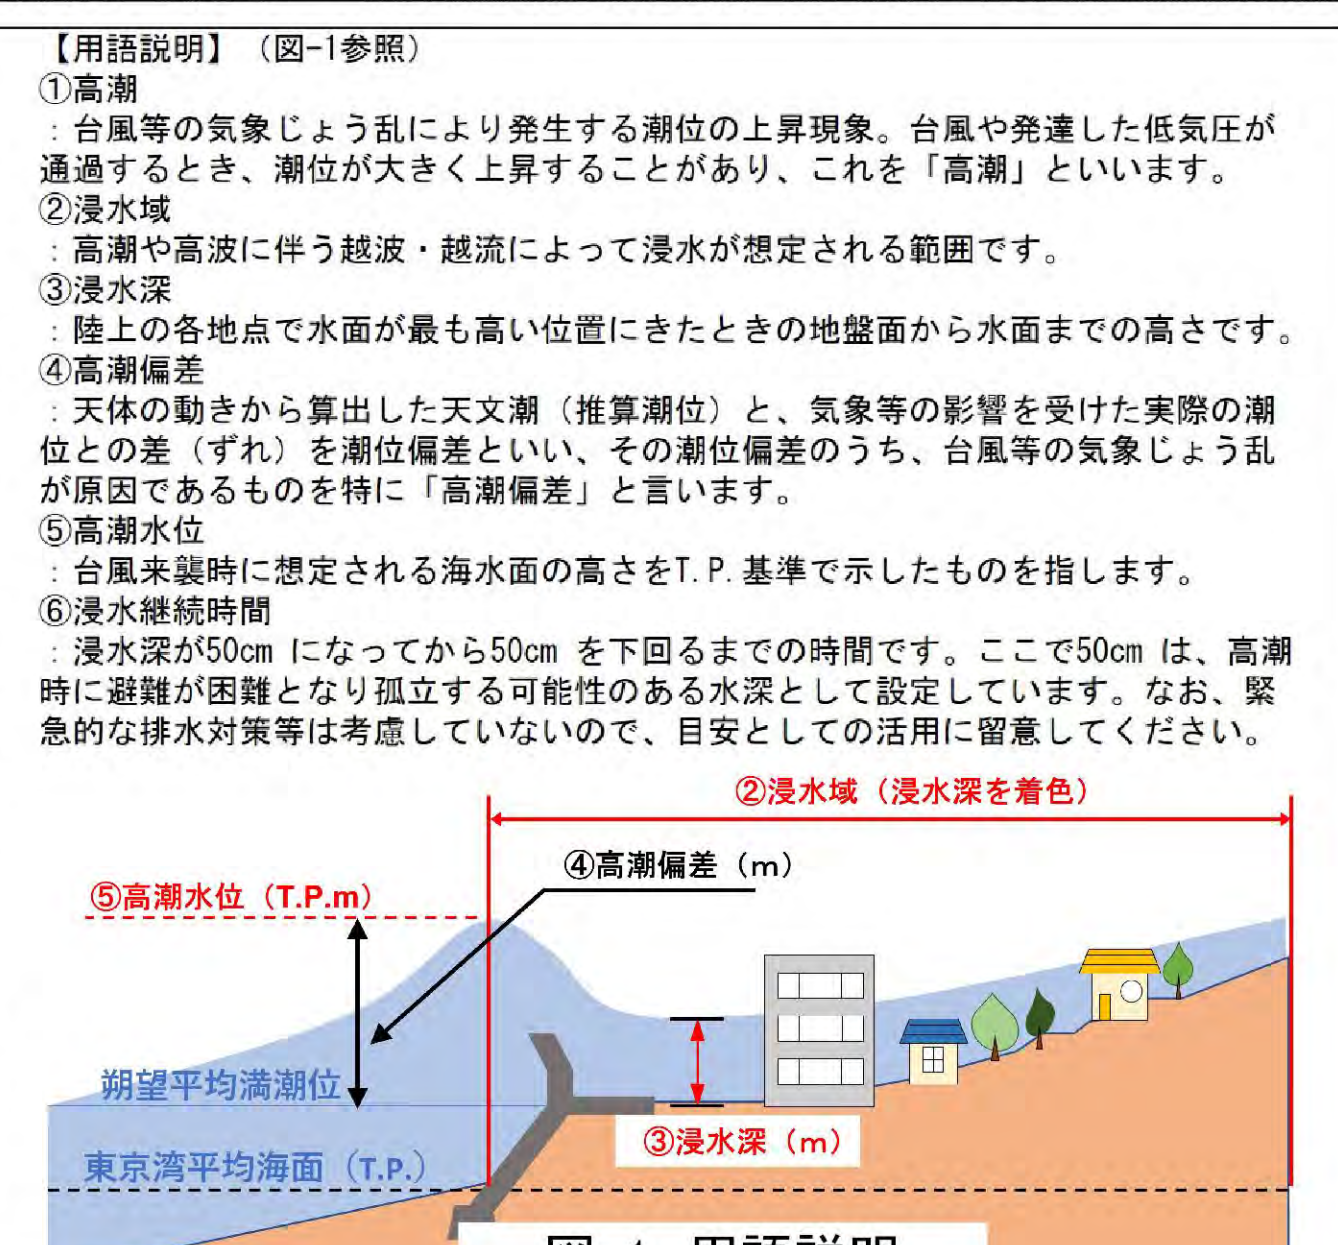 【用語説明】（図-1参照）
①高潮
：台風等の気象じょう乱により発生する潮位の上昇現象。台風や発達した低気圧が
通過するとき、潮位が大きく上昇することがあり、これを「高潮」といいます。
②浸水域
：高潮や高波に伴う越波・越流によって浸水が想定される範囲です。
③浸水深
：陸上の各地点で水面が最も高い位置にきたときの地盤面から水面までの高さです。
④高潮偏差
：天体の動きから算出した天文潮（推算潮位）と、気象等の影響を受けた実際の潮
位との差（ずれ）を潮位偏差といい、その潮位偏差のうち、台風等の気象じょう乱
が原因であるものを特に「高潮偏差」と言います。
⑤高潮水位
：台風来襲時に想定される海水面の高さをT.P.基準で示したものを指します。
⑥浸水継続時間
：浸水深が50cm になってから50cm を下回るまでの時間です。ここで50cm は、高潮
時に避難が困難となり孤立する可能性のある水深として設定しています。なお、緊
急的な排水対策等は考慮していないので、目安としての活用に留意してください。
②浸水域（浸水深を着色）
④高潮偏差（m）
⑤高潮水位（T.P.m）
朔望平均満潮位
③浸水深（m）
東京湾平均海面（T.P.）
図-1 用語説明